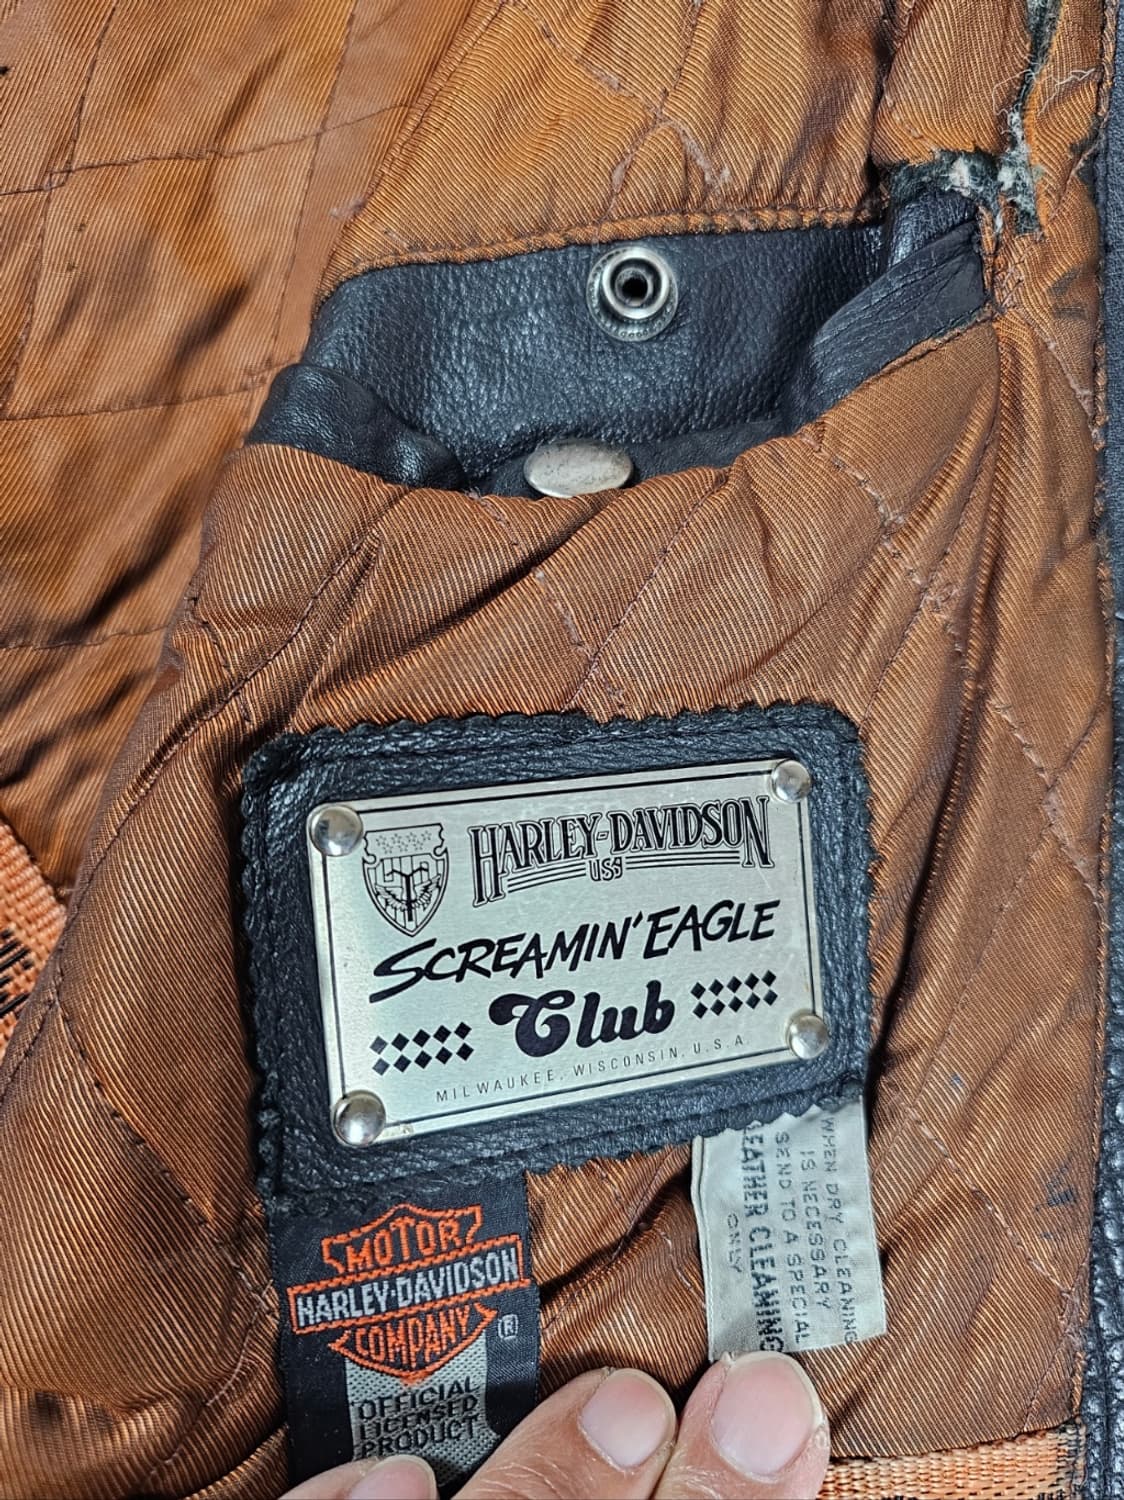 HARLEY-DAVIDSON
USA
SCREAMIN' EAGLE
Club
MILWAUKEE, WISCONSIN, U.S.A.
MOTOR
HARLEY-DAVIDSON
COMPANY
®
OFFICIAL
LICENSED
PRODUCT
WHEN DRY CLEANING
IS NECESSARY
SEND TO A SPECIAL
LEATHER CLEANING
ONLY